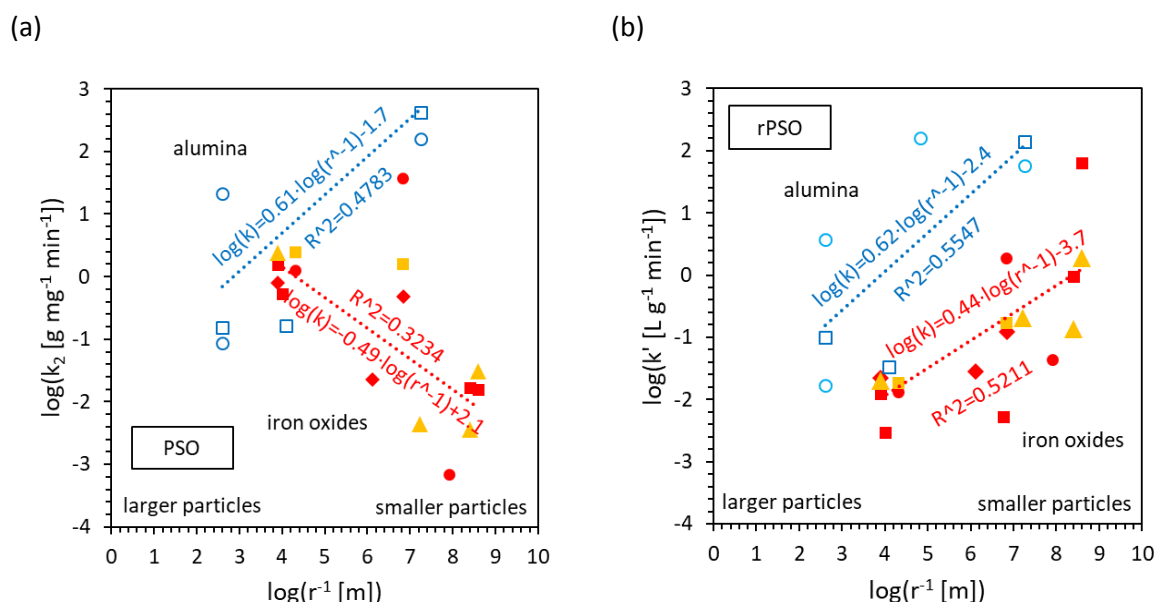 (a)
3
2
1
0
-1
-2
-3
-4
log(k₂ [g mg⁻¹ min⁻¹])
alumina
log(k)=0.61·log(r^-1)-1.7
R^2=0.4783
R^2=0.3234
log(k)=-0.49·log(r^-1)+2.1
iron oxides
PSO
larger particles
smaller particles
0 1 2 3 4 5 6 7 8 9 10
log(r⁻¹ [m])
(b)
3
2
1
0
-1
-2
-3
-4
log(k' [L g⁻¹ min⁻¹])
rPSO
alumina
log(k)=0.62·log(r^-1)-2.4
R^2=0.5547
log(k)=0.44·log(r^-1)-3.7
R^2=0.5211
iron oxides
larger particles
smaller particles
0 1 2 3 4 5 6 7 8 9 10
log(r⁻¹ [m])